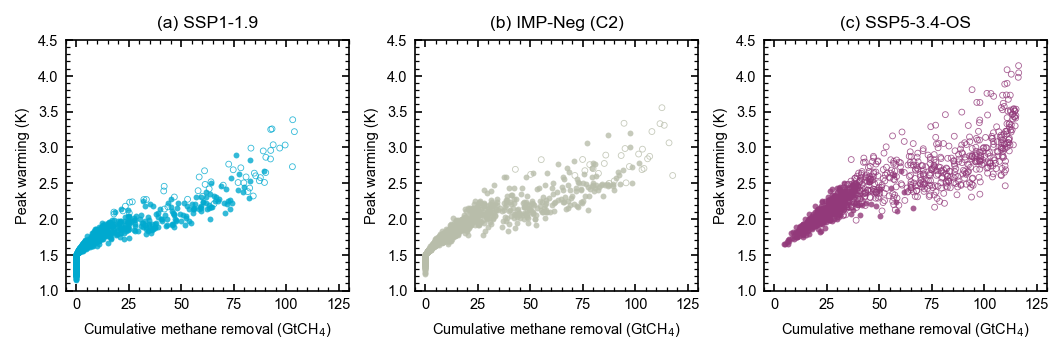 (a) SSP1-1.9
(b) IMP-Neg (C2)
(c) SSP5-3.4-OS
Peak warming (K)
4.5
4.0
3.5
3.0
2.5
2.0
1.5
1.0
0 25 50 75 100 125
Cumulative methane removal (GtCH₄)
Peak warming (K)
4.5
4.0
3.5
3.0
2.5
2.0
1.5
1.0
0 25 50 75 100 125
Cumulative methane removal (GtCH₄)
Peak warming (K)
4.5
4.0
3.5
3.0
2.5
2.0
1.5
1.0
0 25 50 75 100 125
Cumulative methane removal (GtCH₄)